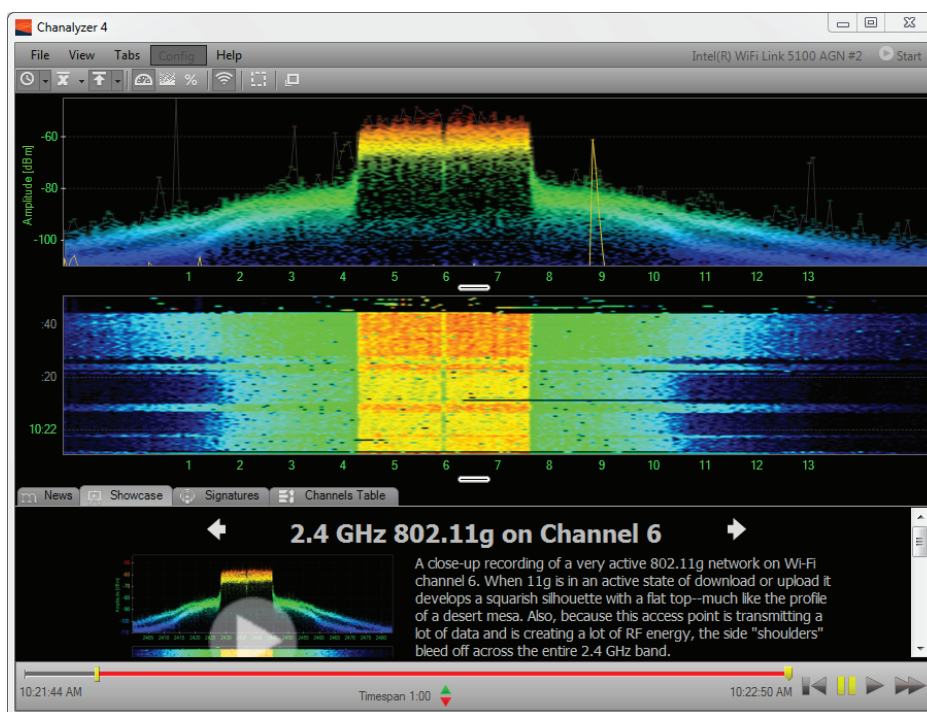 Chanalyzer 4
File View Tabs Config Help Intel(R) WiFi Link 5100 AGN #2 Start
Amplitude [dBm]
-60
-80
-100
1 2 3 4 5 6 7 8 9 10 11 12 13
:40
:20
10:22
1 2 3 4 5 6 7 8 9 10 11 12 13
News Showcase Signatures Channels Table
2.4 GHz 802.11g on Channel 6
A close-up recording of a very active 802.11g network on Wi-Fi
channel 6. When 11g is in an active state of download or upload it
develops a squarish silhouette with a flat top--much like the profile
of a desert mesa. Also, because this access point is transmitting a
lot of data and is creating a lot of RF energy, the side "shoulders"
bleed off across the entire 2.4 GHz band.
10:21:44 AM Timespan 1:00 10:22:50 AM